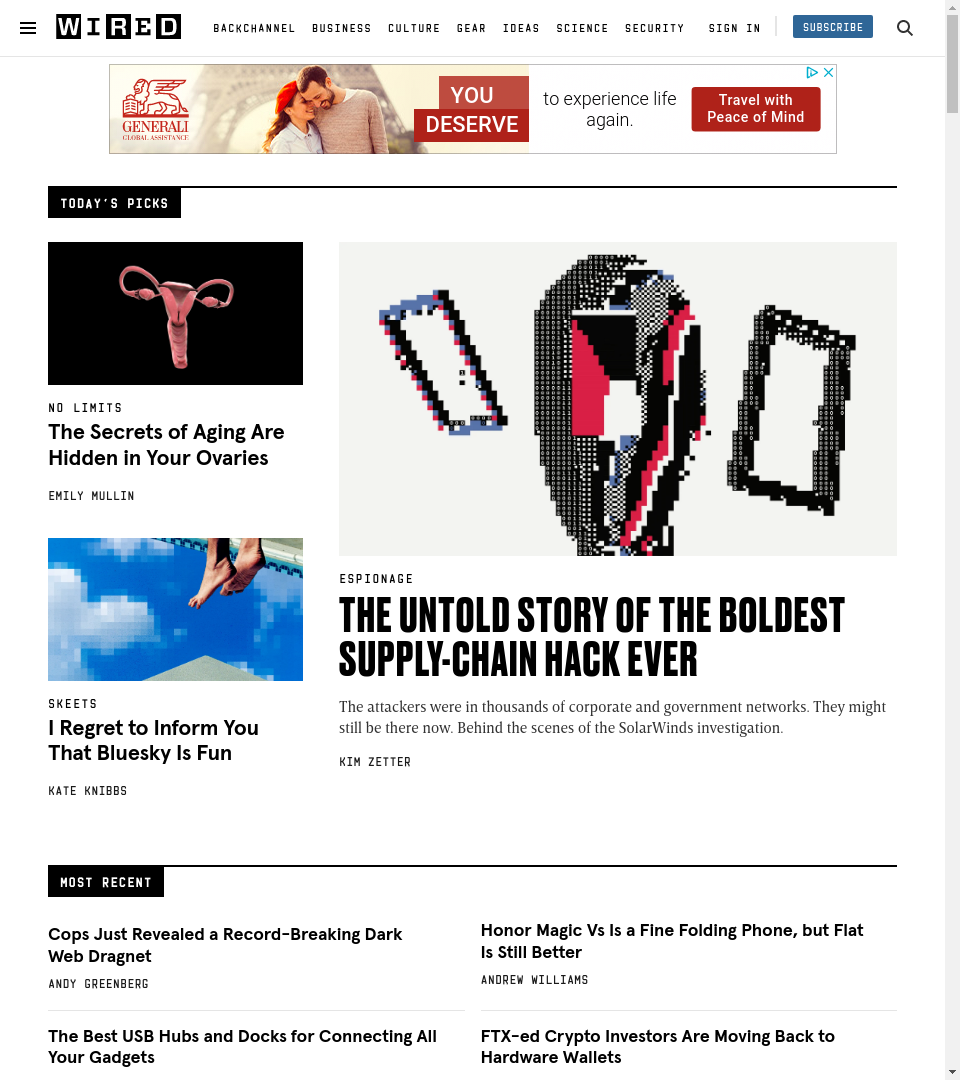 WIRED
BACKCHANNEL BUSINESS CULTURE GEAR IDEAS SCIENCE SECURITY SIGN IN SUBSCRIBE
GENERALI
GLOBAL ASSISTANCE
YOU
DESERVE
to experience life
again.
Travel with
Peace of Mind
TODAY'S PICKS
NO LIMITS
The Secrets of Aging Are
Hidden in Your Ovaries
EMILY MULLIN
SKEETS
I Regret to Inform You
That Bluesky Is Fun
KATE KNIBBS
ESPIONAGE
THE UNTOLD STORY OF THE BOLDEST
SUPPLY-CHAIN HACK EVER
The attackers were in thousands of corporate and government networks. They might
still be there now. Behind the scenes of the SolarWinds investigation.
KIM ZETTER
MOST RECENT
Cops Just Revealed a Record-Breaking Dark
Web Dragnet
ANDY GREENBERG
Honor Magic Vs Is a Fine Folding Phone, but Flat
Is Still Better
ANDREW WILLIAMS
The Best USB Hubs and Docks for Connecting All
Your Gadgets
FTX-ed Crypto Investors Are Moving Back to
Hardware Wallets